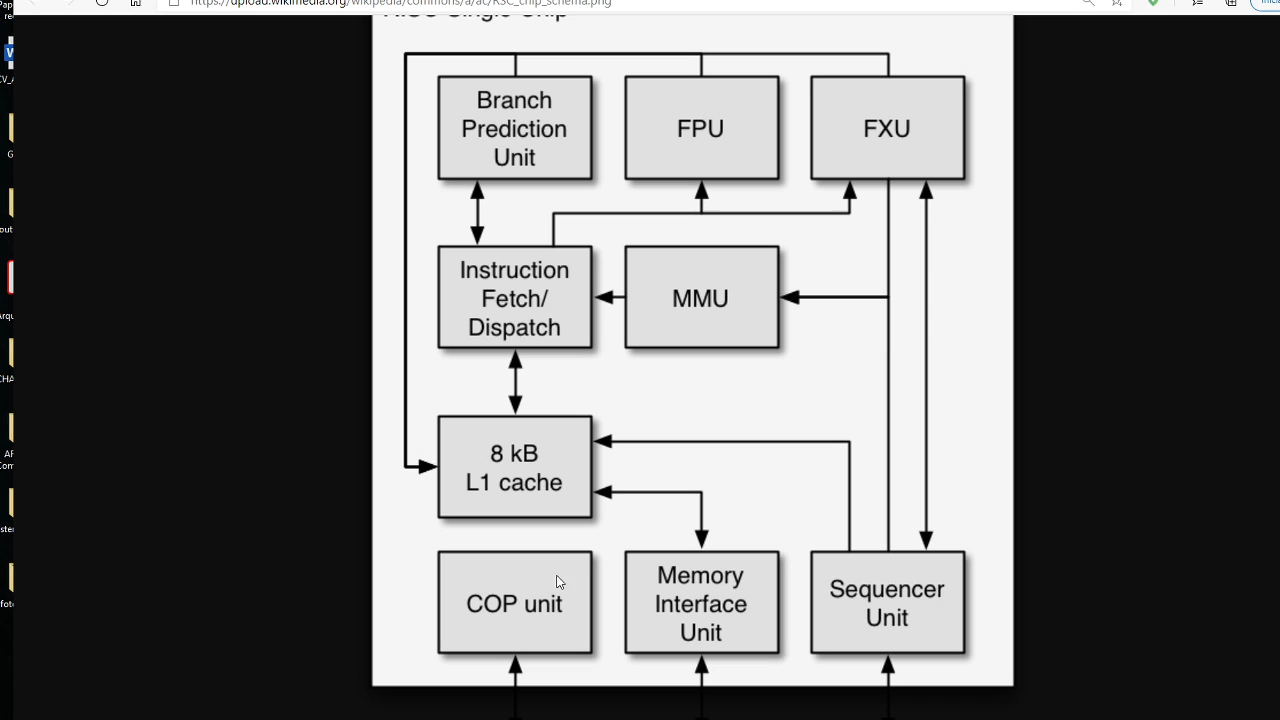 https://upload.wikimedia.org/wikipedia/commons/a/ac/RSC_chip_schema.png
Branch
Prediction
Unit
FPU
FXU
Instruction
Fetch/
Dispatch
MMU
8 kB
L1 cache
COP unit
Memory
Interface
Unit
Sequencer
Unit